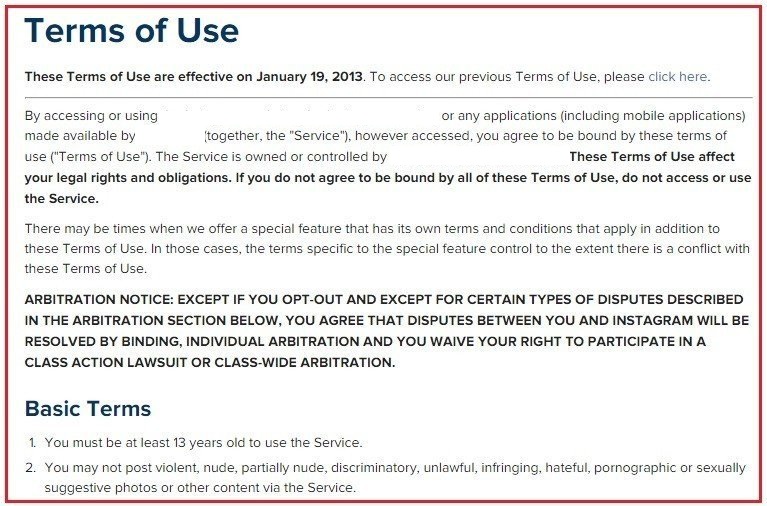 Terms of Use
These Terms of Use are effective on January 19, 2013. To access our previous Terms of Use, please click here.
By accessing or using or any applications (including mobile applications)
made available by (together, the "Service"), however accessed, you agree to be bound by these terms of
use ("Terms of Use"). The Service is owned or controlled by These Terms of Use affect
your legal rights and obligations. If you do not agree to be bound by all of these Terms of Use, do not access or use
the Service.
There may be times when we offer a special feature that has its own terms and conditions that apply in addition to
these Terms of Use. In those cases, the terms specific to the special feature control to the extent there is a conflict with
these Terms of Use.
ARBITRATION NOTICE: EXCEPT IF YOU OPT-OUT AND EXCEPT FOR CERTAIN TYPES OF DISPUTES DESCRIBED
IN THE ARBITRATION SECTION BELOW, YOU AGREE THAT DISPUTES BETWEEN YOU AND INSTAGRAM WILL BE
RESOLVED BY BINDING, INDIVIDUAL ARBITRATION AND YOU WAIVE YOUR RIGHT TO PARTICIPATE IN A
CLASS ACTION LAWSUIT OR CLASS-WIDE ARBITRATION.
Basic Terms
1. You must be at least 13 years old to use the Service.
2. You may not post violent, nude, partially nude, discriminatory, unlawful, infringing, hateful, pornographic or sexually
suggestive photos or other content via the Service.